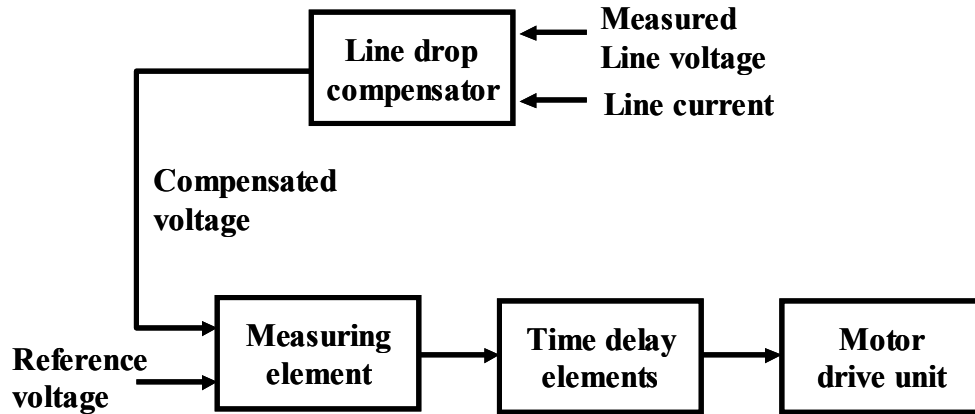 Line drop
compensator
Measured
Line voltage
Line current
Compensated
voltage
Reference
voltage
Measuring
element
Time delay
elements
Motor
drive unit